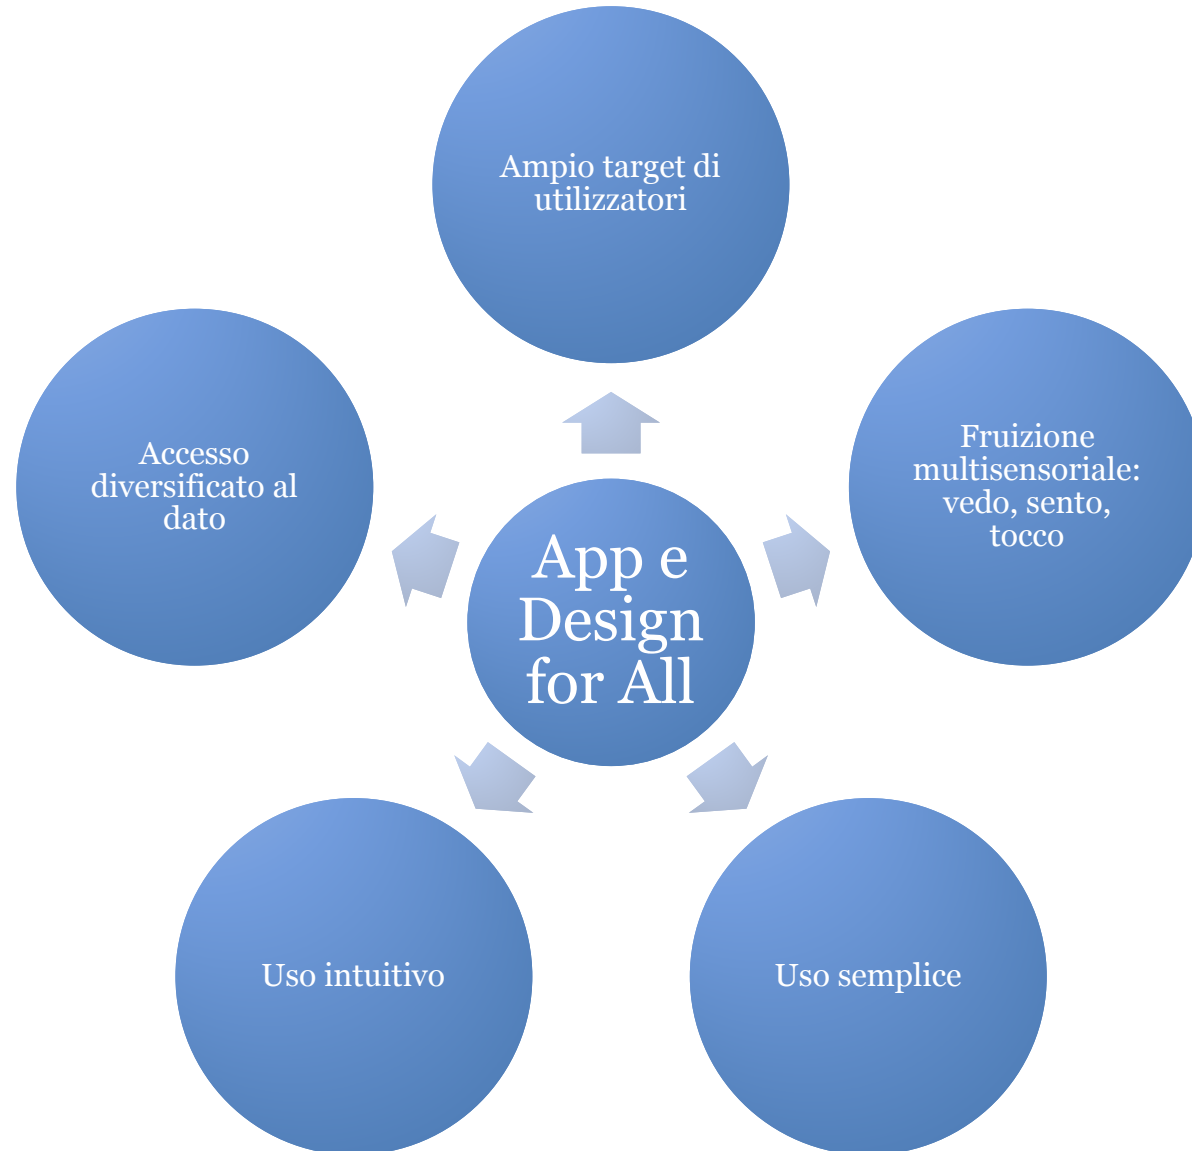 Ampio target di
utilizzatori
Fruizione
multisensoriale:
vedo, sento,
tocco
Accesso
diversificato al
dato
App e
Design
for All
Uso intuitivo
Uso semplice